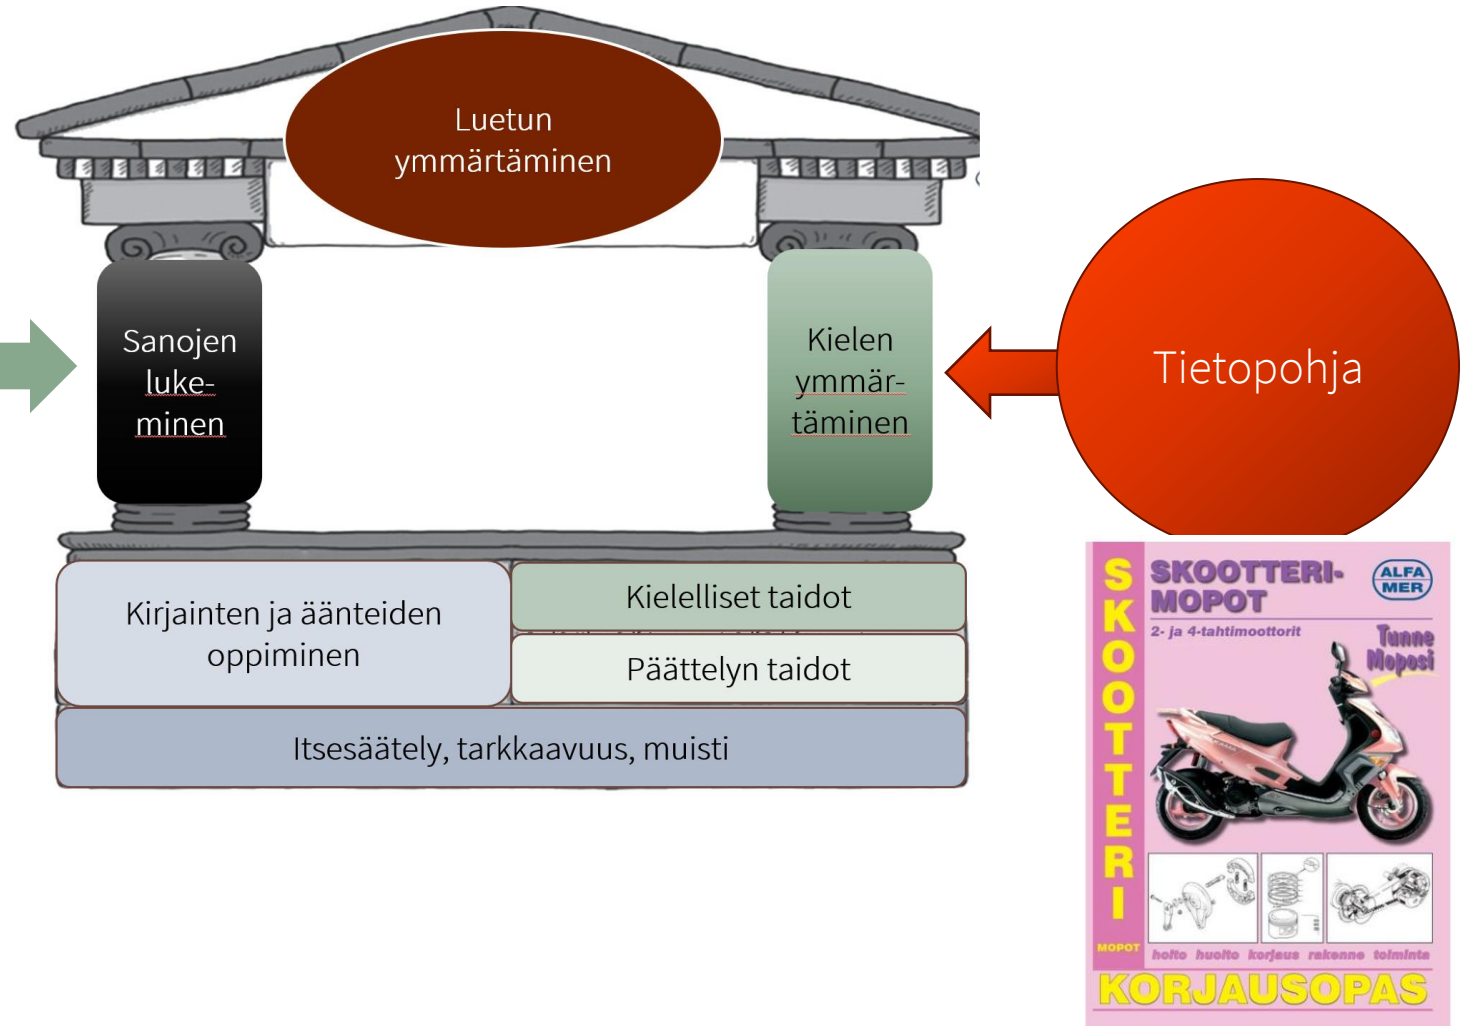 Luetun
ymmärtäminen
Sanojen
luke-
minen
Kielen
ymmär-
täminen
Tietopohja
Kirjainten ja äänteiden
oppiminen
Kielelliset taidot
Päättelyn taidot
Itsesäätely, tarkkaavuus, muisti
SKOOTTERI
MOPOT
SKOOTTERI-
MOPOT
ALFA
MER
2- ja 4-tahtimoottorit
Tunne
Moposi
hoito huolto korjaus rakenne toiminta
KORJAUSOPAS